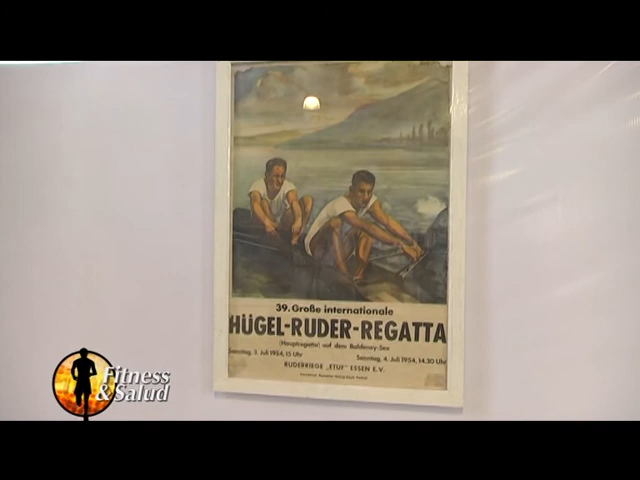 39. Große internationale
HÜGEL-RUDER-REGATTA
(Hauptregatta) auf dem Baldeney-See
Samstag, 3. Juli 1954, 15 Uhr
Sonntag, 4. Juli 1954, 14.30 Uhr
RUDERRIEGE „ETUF" ESSEN E.V.
Fitness
&Salud